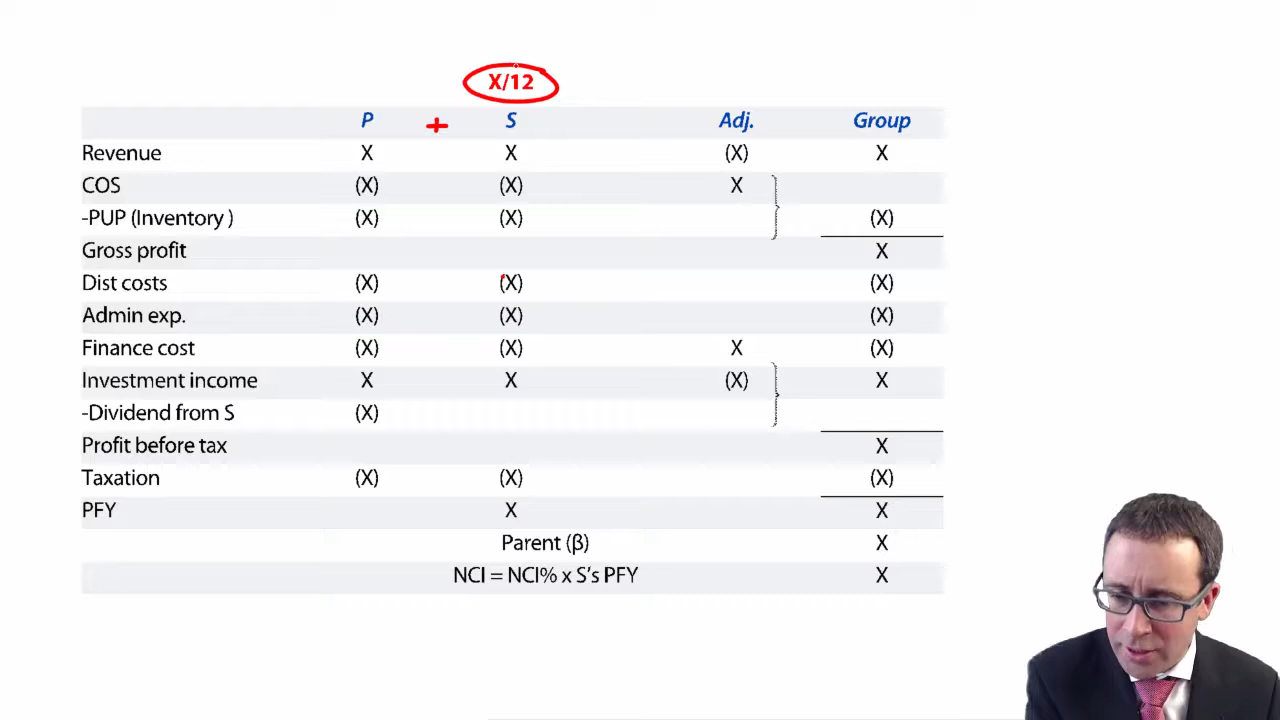 X/12
P + S Adj. Group
Revenue X X (X) X
COS (X) (X) X
-PUP (Inventory ) (X) (X) (X)
Gross profit X
Dist costs (X) (X) (X)
Admin exp. (X) (X) (X)
Finance cost (X) (X) X (X)
Investment income X X (X) X
-Dividend from S (X)
Profit before tax X
Taxation (X) (X) (X)
PFY X X
Parent (β) X
NCI = NCI% x S's PFY X